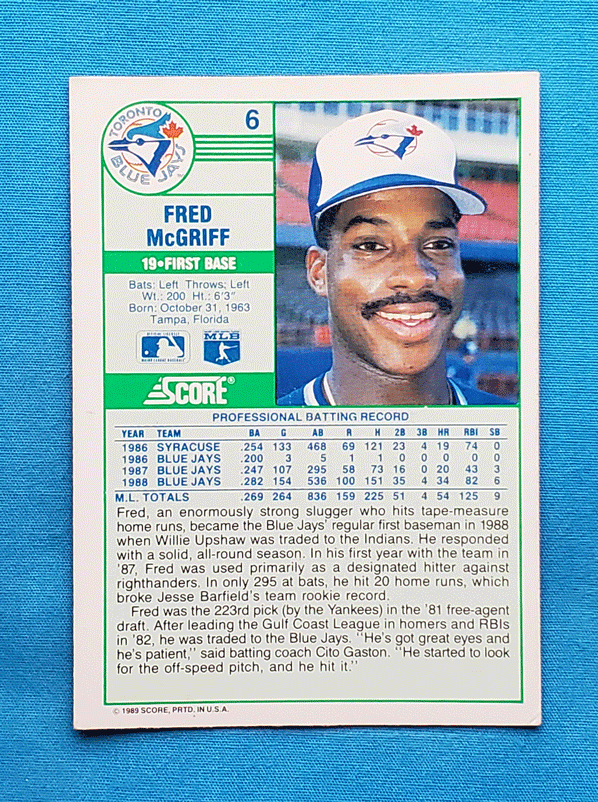 TORONTO
BLUE JAYS
6
FRED
McGRIFF
19•FIRST BASE
Bats: Left Throws: Left
Wt.: 200 Ht.: 6'3"
Born: October 31, 1963
Tampa, Florida
MAJOR LEAGUE BASEBALL
MLB
SCORE®
PROFESSIONAL BATTING RECORD
YEAR TEAM BA G AB R H 2B 3B HR RBI SB
1986 SYRACUSE .254 133 468 69 121 23 4 19 74 0
1986 BLUE JAYS .200 3 5 1 1 0 0 0 0 0
1987 BLUE JAYS .247 107 295 58 73 16 0 20 43 3
1988 BLUE JAYS .282 154 536 100 151 35 4 34 82 6
M.L. TOTALS .269 264 836 159 225 51 4 54 125 9
Fred, an enormously strong slugger who hits tape-measure
home runs, became the Blue Jays' regular first baseman in 1988
when Willie Upshaw was traded to the Indians. He responded
with a solid, all-round season. In his first year with the team in
'87, Fred was used primarily as a designated hitter against
righthanders. In only 295 at bats, he hit 20 home runs, which
broke Jesse Barfield's team rookie record.
Fred was the 223rd pick (by the Yankees) in the '81 free-agent
draft. After leading the Gulf Coast League in homers and RBIs
in '82, he was traded to the Blue Jays. "He's got great eyes and
he's patient," said batting coach Cito Gaston. "He started to look
for the off-speed pitch, and he hit it."
© 1989 SCORE, PRTD. IN U.S.A.